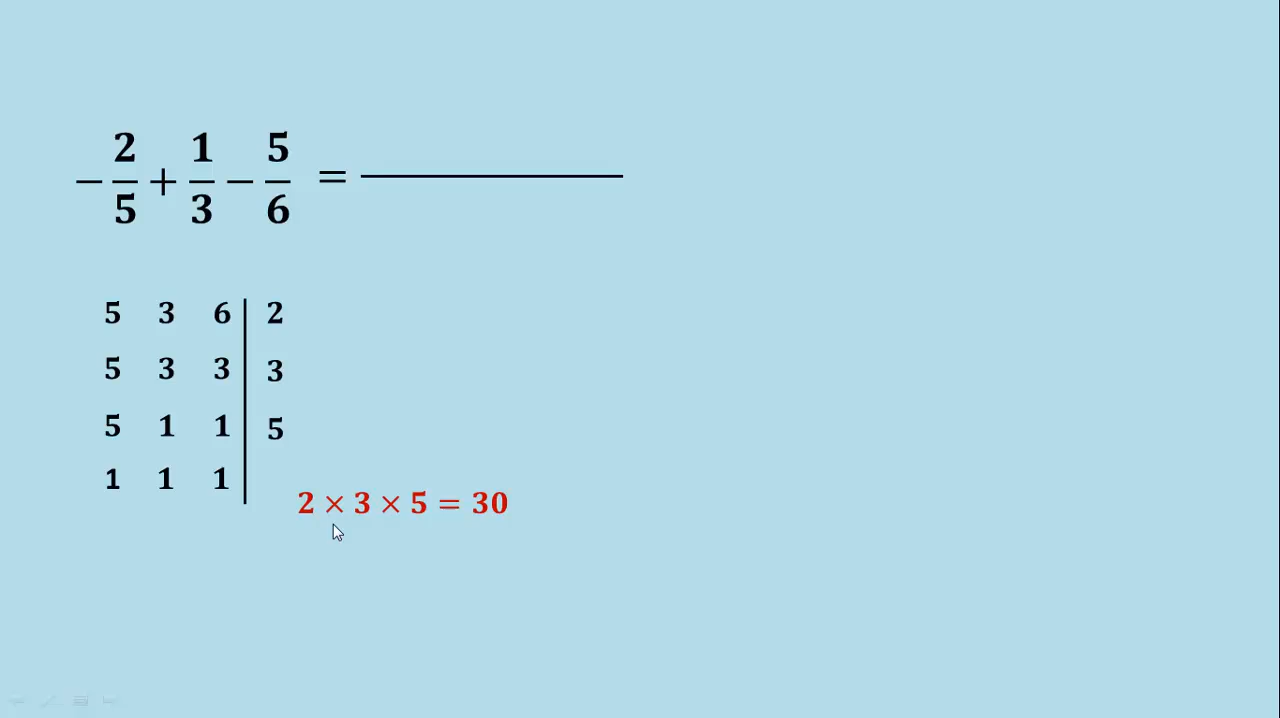 − 2/5 + 1/3 − 5/6 =
5 3 6 | 2
5 3 3 | 3
5 1 1 | 5
1 1 1 |
2 × 3 × 5 = 30